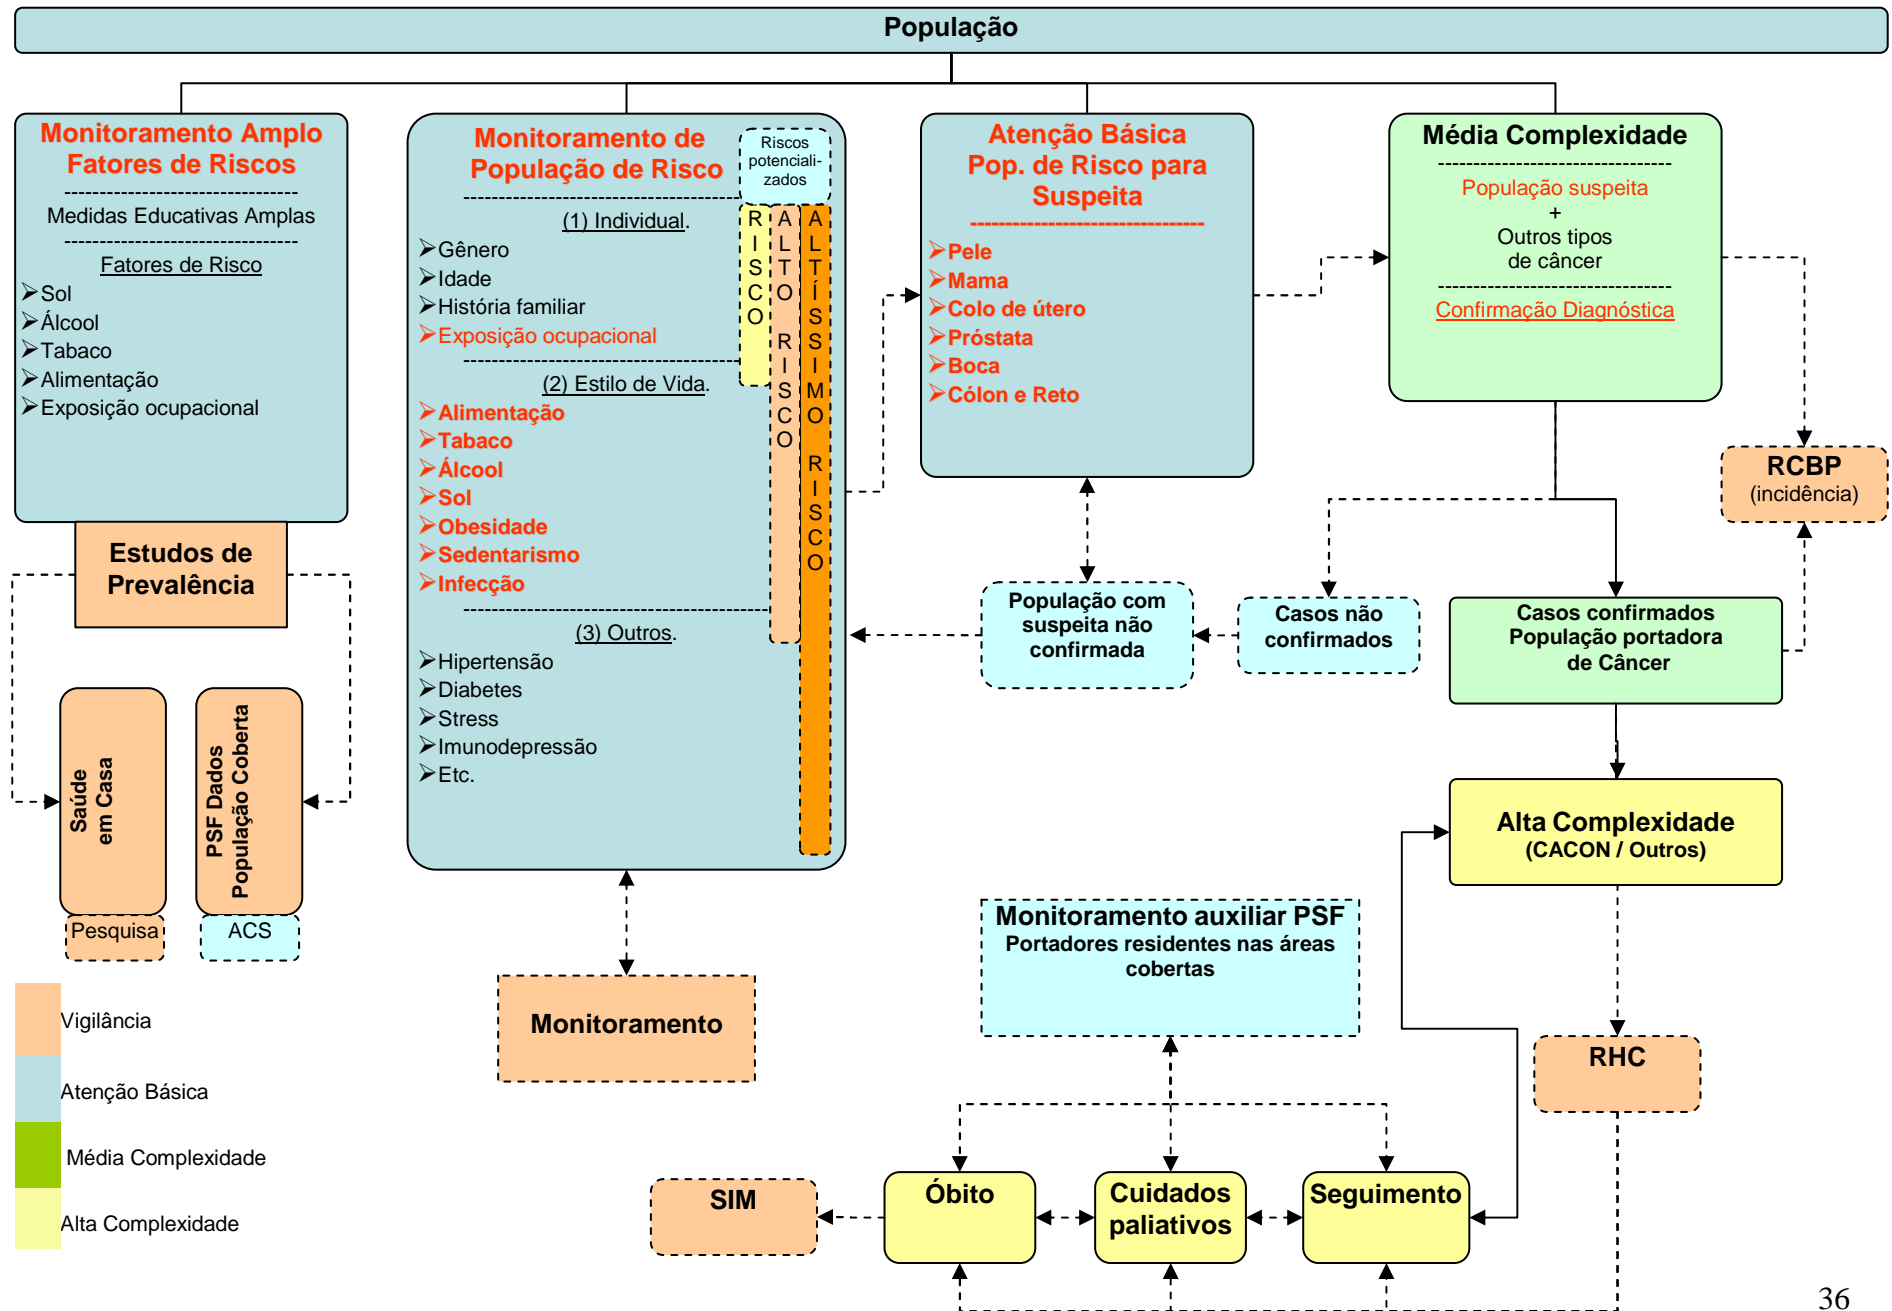 População
Monitoramento Amplo
Fatores de Riscos
---------------------------------
Medidas Educativas Amplas
---------------------------------
Fatores de Risco
➢Sol
➢Álcool
➢Tabaco
➢Alimentação
➢Exposição ocupacional
Estudos de
Prevalência
Saúde
em Casa
Pesquisa
PSF Dados
População Coberta
ACS
Monitoramento de
População de Risco
---------------------------------------
(1) Individual.
➢Gênero
➢Idade
➢História familiar
➢Exposição ocupacional
---------------------------------------
(2) Estilo de Vida.
➢Alimentação
➢Tabaco
➢Álcool
➢Sol
➢Obesidade
➢Sedentarismo
➢Infecção
-------------------------------------------
(3) Outros.
➢Hipertensão
➢Diabetes
➢Stress
➢Imunodepressão
➢Etc.
Riscos
potenciali-
zados
RISCO
ALTO RISCO
ALTÍSSIMO RISCO
Monitoramento
Atenção Básica
Pop. de Risco para
Suspeita
---------------------------------
➢Pele
➢Mama
➢Colo de útero
➢Próstata
➢Boca
➢Cólon e Reto
Média Complexidade
---------------------------------
População suspeita
+
Outros tipos
de câncer
---------------------------------
Confirmação Diagnóstica
RCBP
(incidência)
População com
suspeita não
confirmada
Casos não
confirmados
Casos confirmados
População portadora
de Câncer
Alta Complexidade
(CACON / Outros)
Monitoramento auxiliar PSF
Portadores residentes nas áreas
cobertas
RHC
SIM
Óbito
Cuidados
paliativos
Seguimento
Vigilância
Atenção Básica
Média Complexidade
Alta Complexidade
36